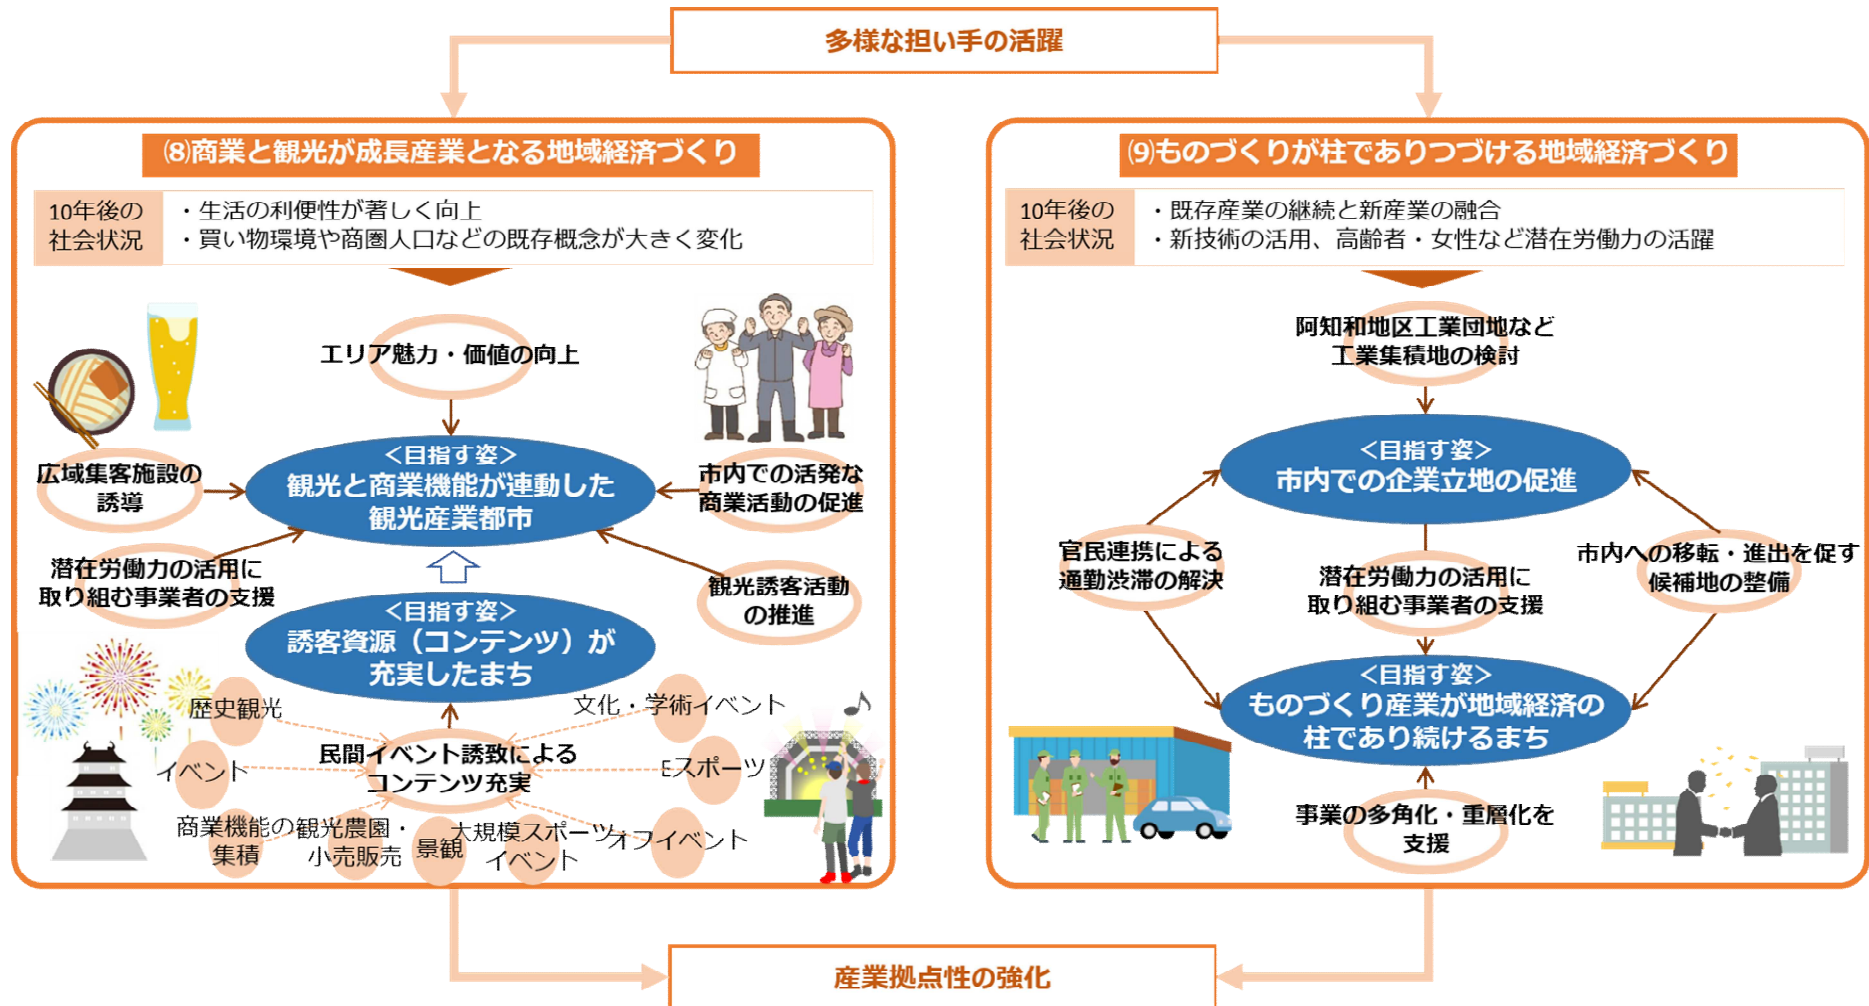 多様な担い手の活躍
⑻商業と観光が成長産業となる地域経済づくり
10年後の
社会状況
・生活の利便性が著しく向上
・買い物環境や商圏人口などの既存概念が大きく変化
エリア魅力・価値の向上
広域集客施設の
誘導
<目指す姿>
観光と商業機能が連動した
観光産業都市
市内での活発な
商業活動の促進
潜在労働力の活用に
取り組む事業者の支援
観光誘客活動
の推進
<目指す姿>
誘客資源（コンテンツ）が
充実したまち
歴史観光
文化・学術イベント
イベント
民間イベント誘致による
コンテンツ充実
Eスポーツ
商業機能の
集積
観光農園・
小売販売
景観
大規模スポーツ
イベント
オフイベント
⑼ものづくりが柱でありつづける地域経済づくり
10年後の
社会状況
・既存産業の継続と新産業の融合
・新技術の活用、高齢者・女性など潜在労働力の活躍
阿知和地区工業団地など
工業集積地の検討
<目指す姿>
市内での企業立地の促進
官民連携による
通勤渋滞の解決
潜在労働力の活用に
取り組む事業者の支援
市内への移転・進出を促す
候補地の整備
<目指す姿>
ものづくり産業が地域経済の
柱であり続けるまち
事業の多角化・重層化を
支援
産業拠点性の強化